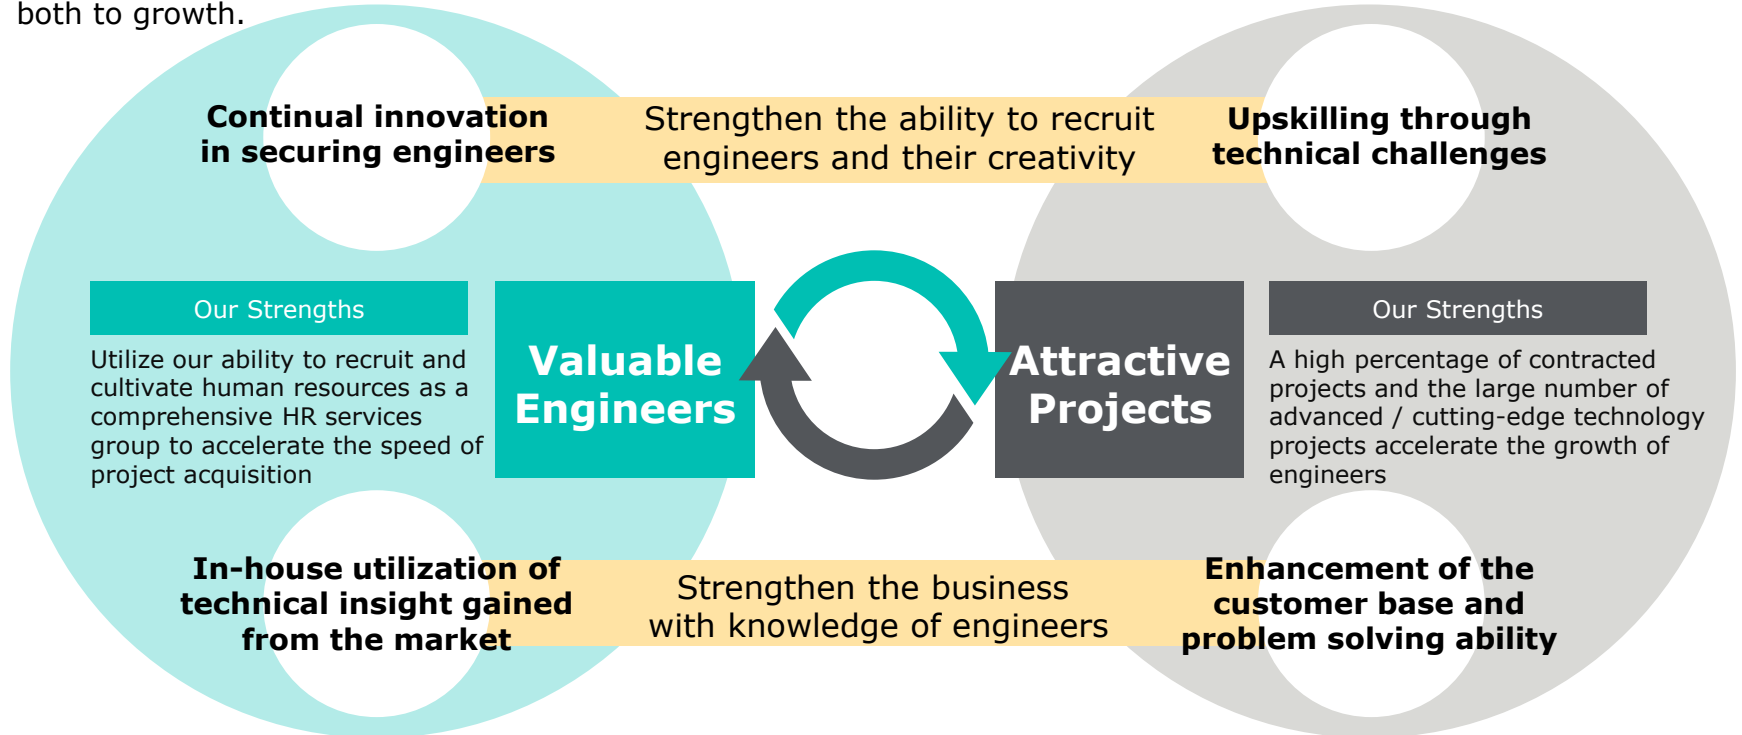 both to growth.
Continual innovation
in securing engineers
Strengthen the ability to recruit
engineers and their creativity
Upskilling through
technical challenges
Our Strengths
Utilize our ability to recruit and
cultivate human resources as a
comprehensive HR services
group to accelerate the speed of
project acquisition
Valuable
Engineers
Attractive
Projects
Our Strengths
A high percentage of contracted
projects and the large number of
advanced / cutting-edge technology
projects accelerate the growth of
engineers
In-house utilization of
technical insight gained
from the market
Strengthen the business
with knowledge of engineers
Enhancement of the
customer base and
problem solving ability